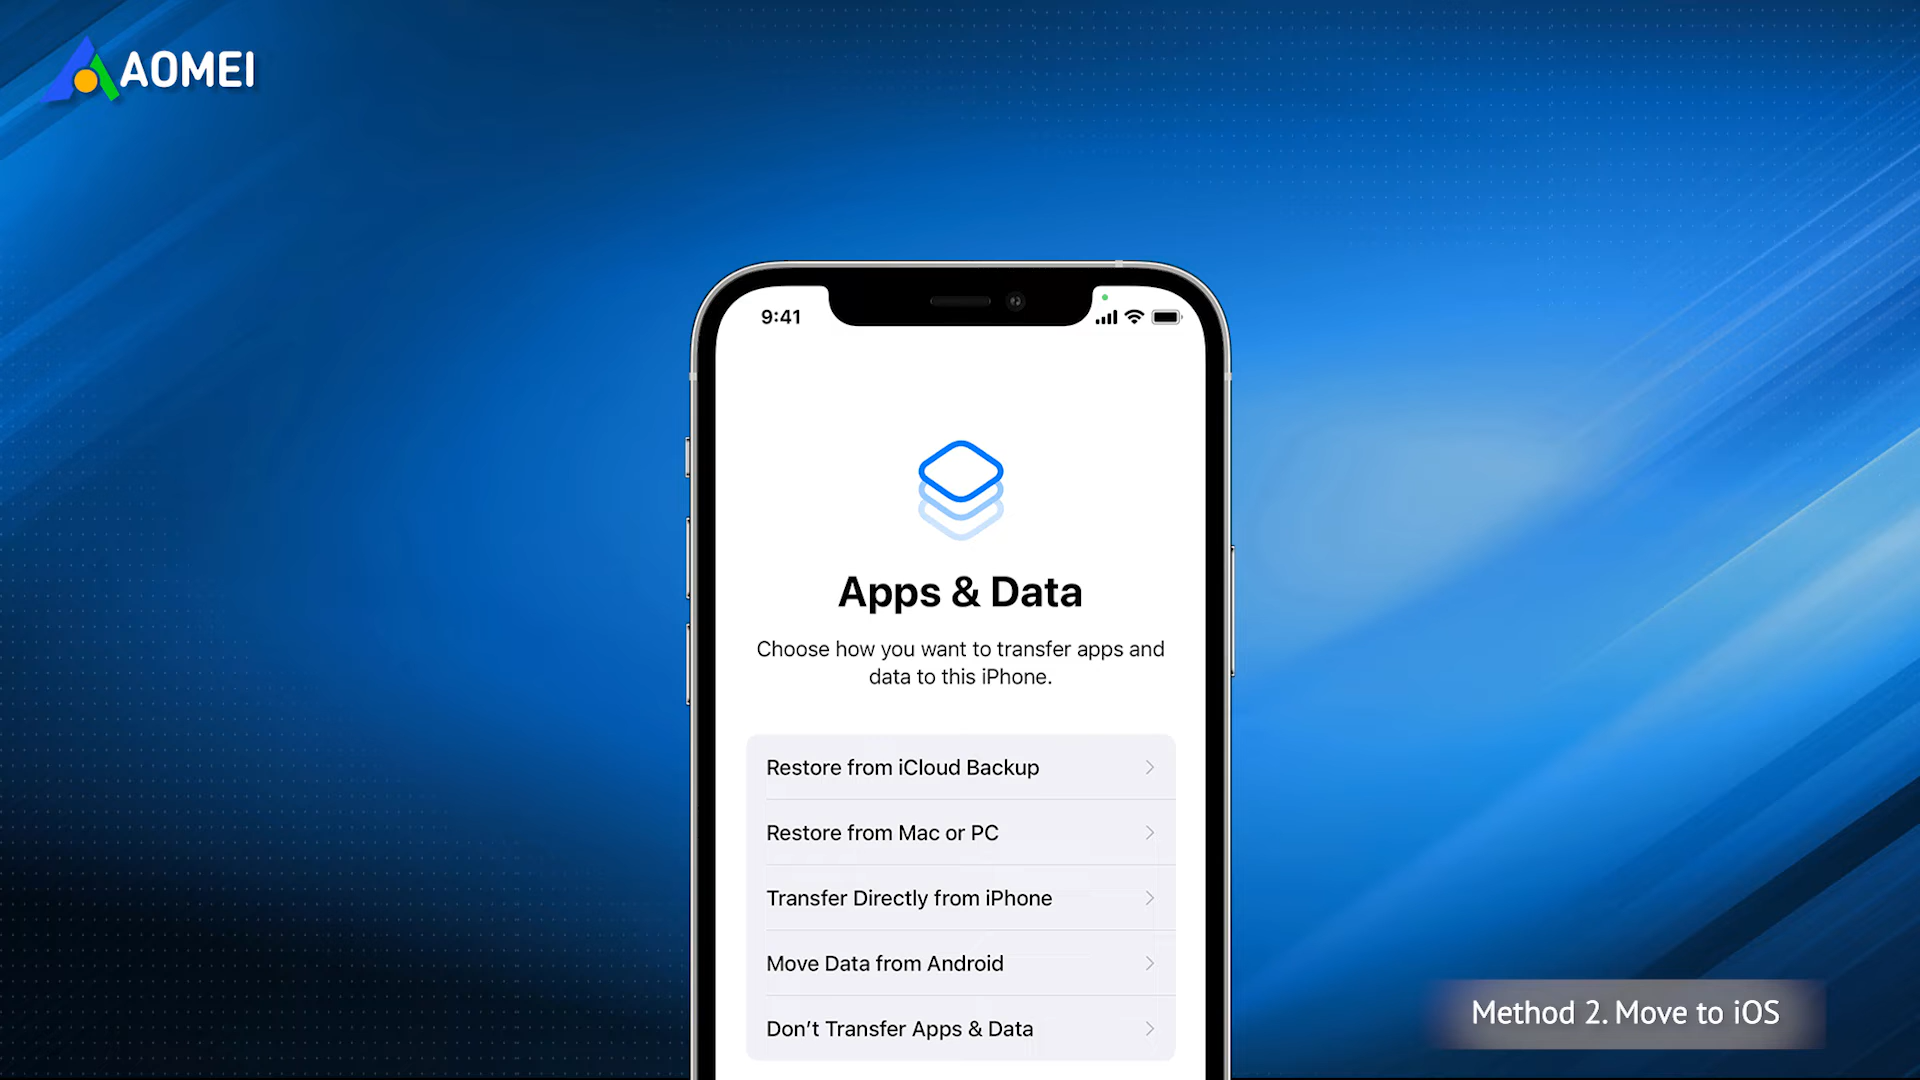 AOMEI
9:41
Apps & Data
Choose how you want to transfer apps and
data to this iPhone.
Restore from iCloud Backup
Restore from Mac or PC
Transfer Directly from iPhone
Move Data from Android
Don't Transfer Apps & Data
Method 2. Move to iOS